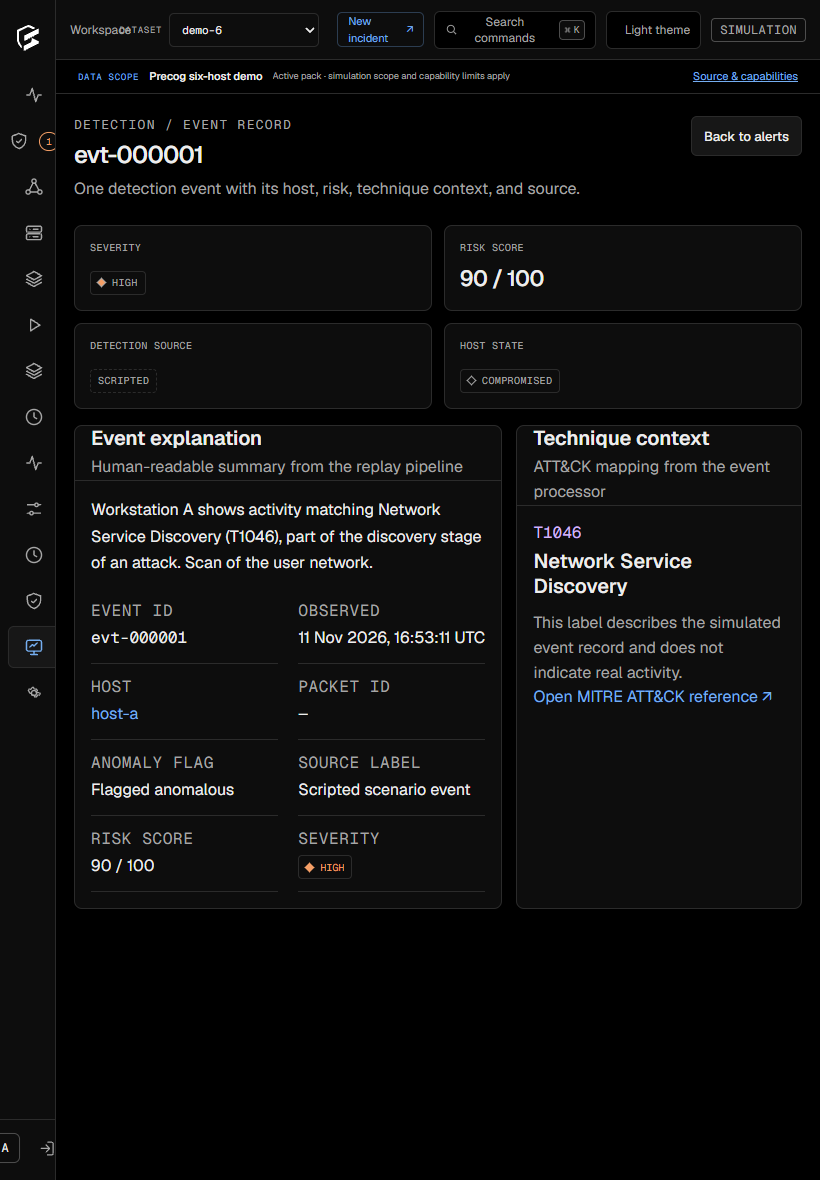 Workspace
DATASET
demo-6
New incident
Search commands
⌘ K
Light theme
SIMULATION
DATA SCOPE Precog six-host demo Active pack · simulation scope and capability limits apply
Source & capabilities
1
DETECTION / EVENT RECORD
evt-000001
One detection event with its host, risk, technique context, and source.
Back to alerts
SEVERITY
HIGH
RISK SCORE
90 / 100
DETECTION SOURCE
SCRIPTED
HOST STATE
COMPROMISED
Event explanation
Human-readable summary from the replay pipeline
Workstation A shows activity matching Network
Service Discovery (T1046), part of the discovery stage
of an attack. Scan of the user network.
EVENT ID
evt-000001
OBSERVED
11 Nov 2026, 16:53:11 UTC
HOST
host-a
PACKET ID
—
ANOMALY FLAG
Flagged anomalous
SOURCE LABEL
Scripted scenario event
RISK SCORE
90 / 100
SEVERITY
HIGH
Technique context
ATT&CK mapping from the event
processor
T1046
Network Service
Discovery
This label describes the simulated
event record and does not
indicate real activity.
Open MITRE ATT&CK reference ↗
A